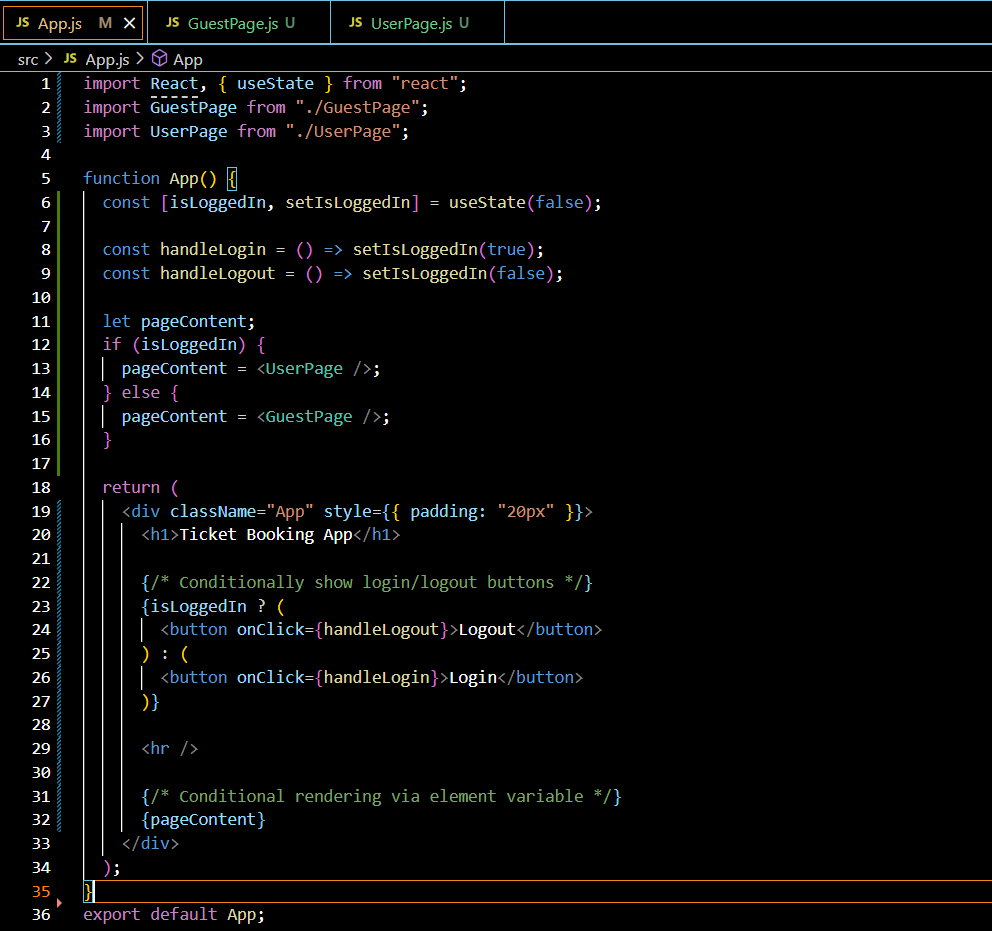 JS App.js M × JS GuestPage.js U JS UserPage.js U
src > JS App.js > App
1 import React, { useState } from "react";
2 import GuestPage from "./GuestPage";
3 import UserPage from "./UserPage";
4
5 function App() {
6   const [isLoggedIn, setIsLoggedIn] = useState(false);
7
8   const handleLogin = () => setIsLoggedIn(true);
9   const handleLogout = () => setIsLoggedIn(false);
10
11   let pageContent;
12   if (isLoggedIn) {
13     pageContent = <UserPage />;
14   } else {
15     pageContent = <GuestPage />;
16   }
17
18   return (
19     <div className="App" style={{ padding: "20px" }}>
20       <h1>Ticket Booking App</h1>
21
22       {/* Conditionally show login/logout buttons */}
23       {isLoggedIn ? (
24         <button onClick={handleLogout}>Logout</button>
25       ) : (
26         <button onClick={handleLogin}>Login</button>
27       )}
28
29       <hr />
30
31       {/* Conditional rendering via element variable */}
32       {pageContent}
33     </div>
34   );
35 }
36 export default App;